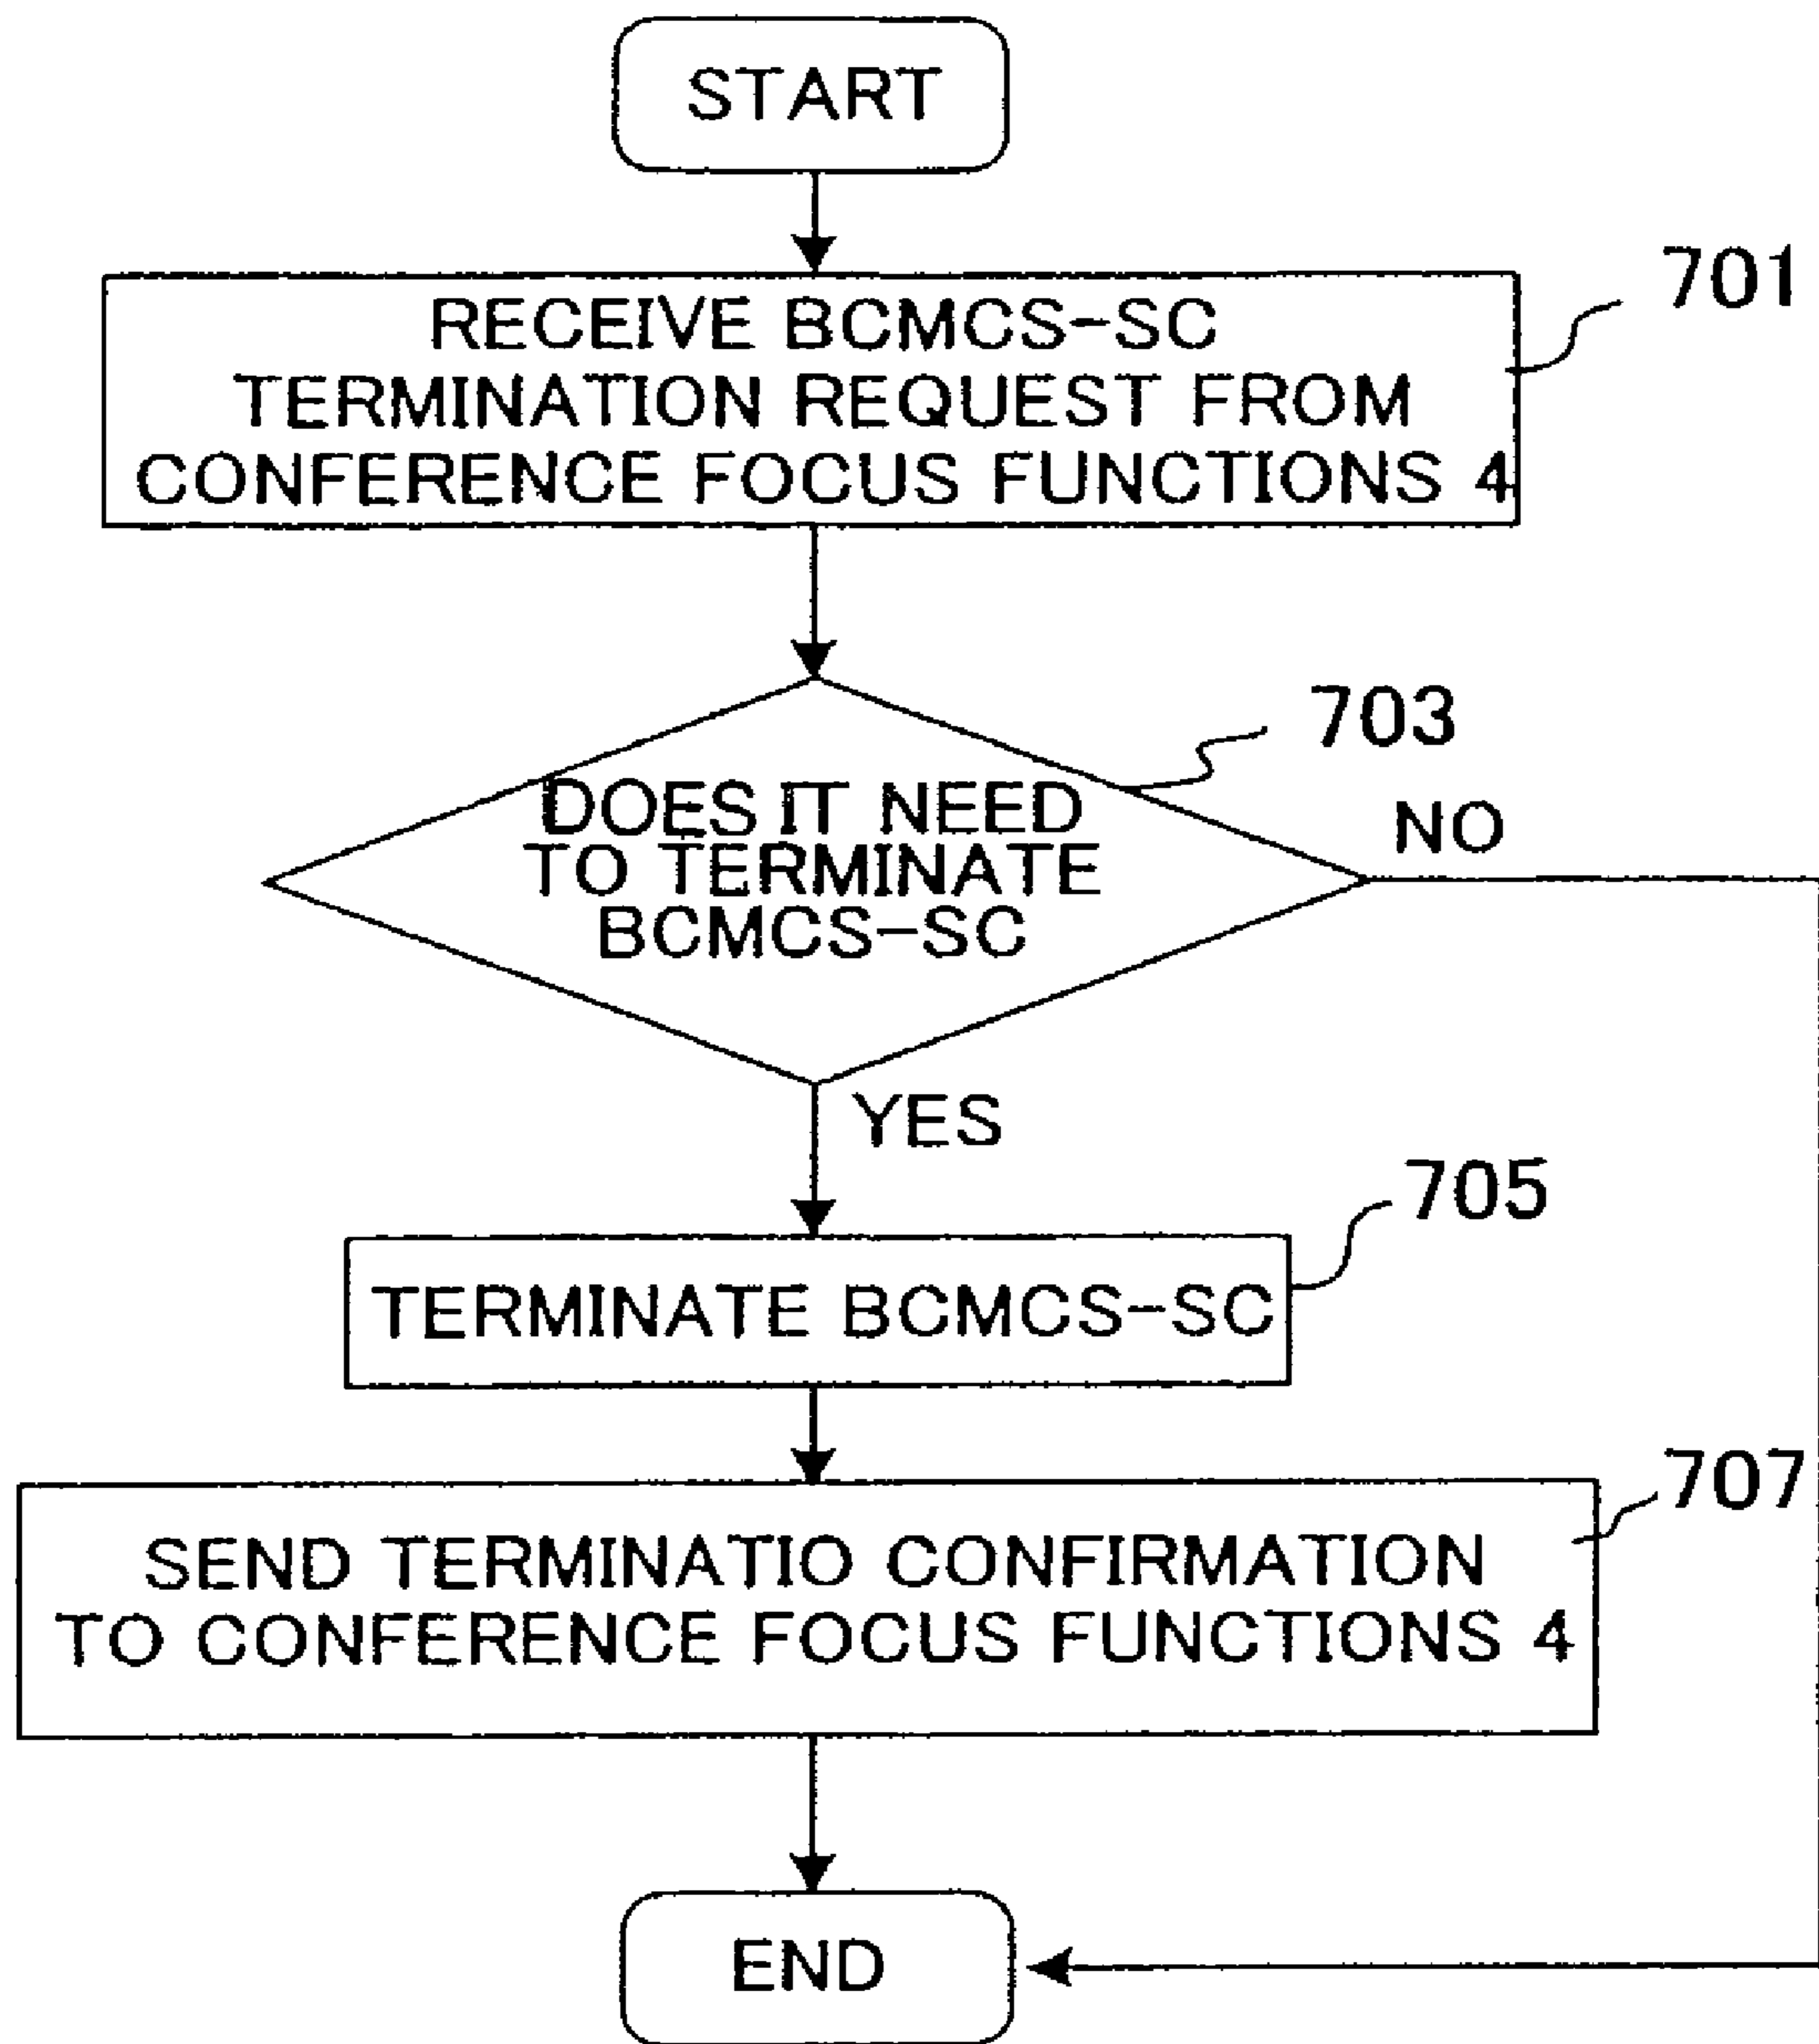 START
701
RECEIVE BCMCS-SC
TERMINATION REQUEST FROM
CONFERENCE FOCUS FUNCTIONS 4
703
DOES IT NEED
TO TERMINATE
BCMCS-SC
NO
YES
705
TERMINATE BCMCS-SC
707
SEND TERMINATIO CONFIRMATION
TO CONFERENCE FOCUS FUNCTIONS 4
END